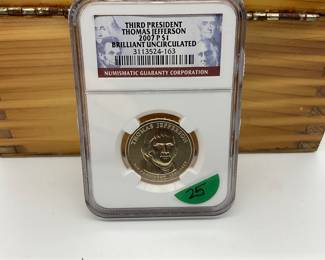 THIRD PRESIDENT
THOMAS JEFFERSON
2007 P $1
BRILLIANT UNCIRCULATED
3113524-163
NUMISMATIC GUARANTY CORPORATION
THOMAS JEFFERSON
25